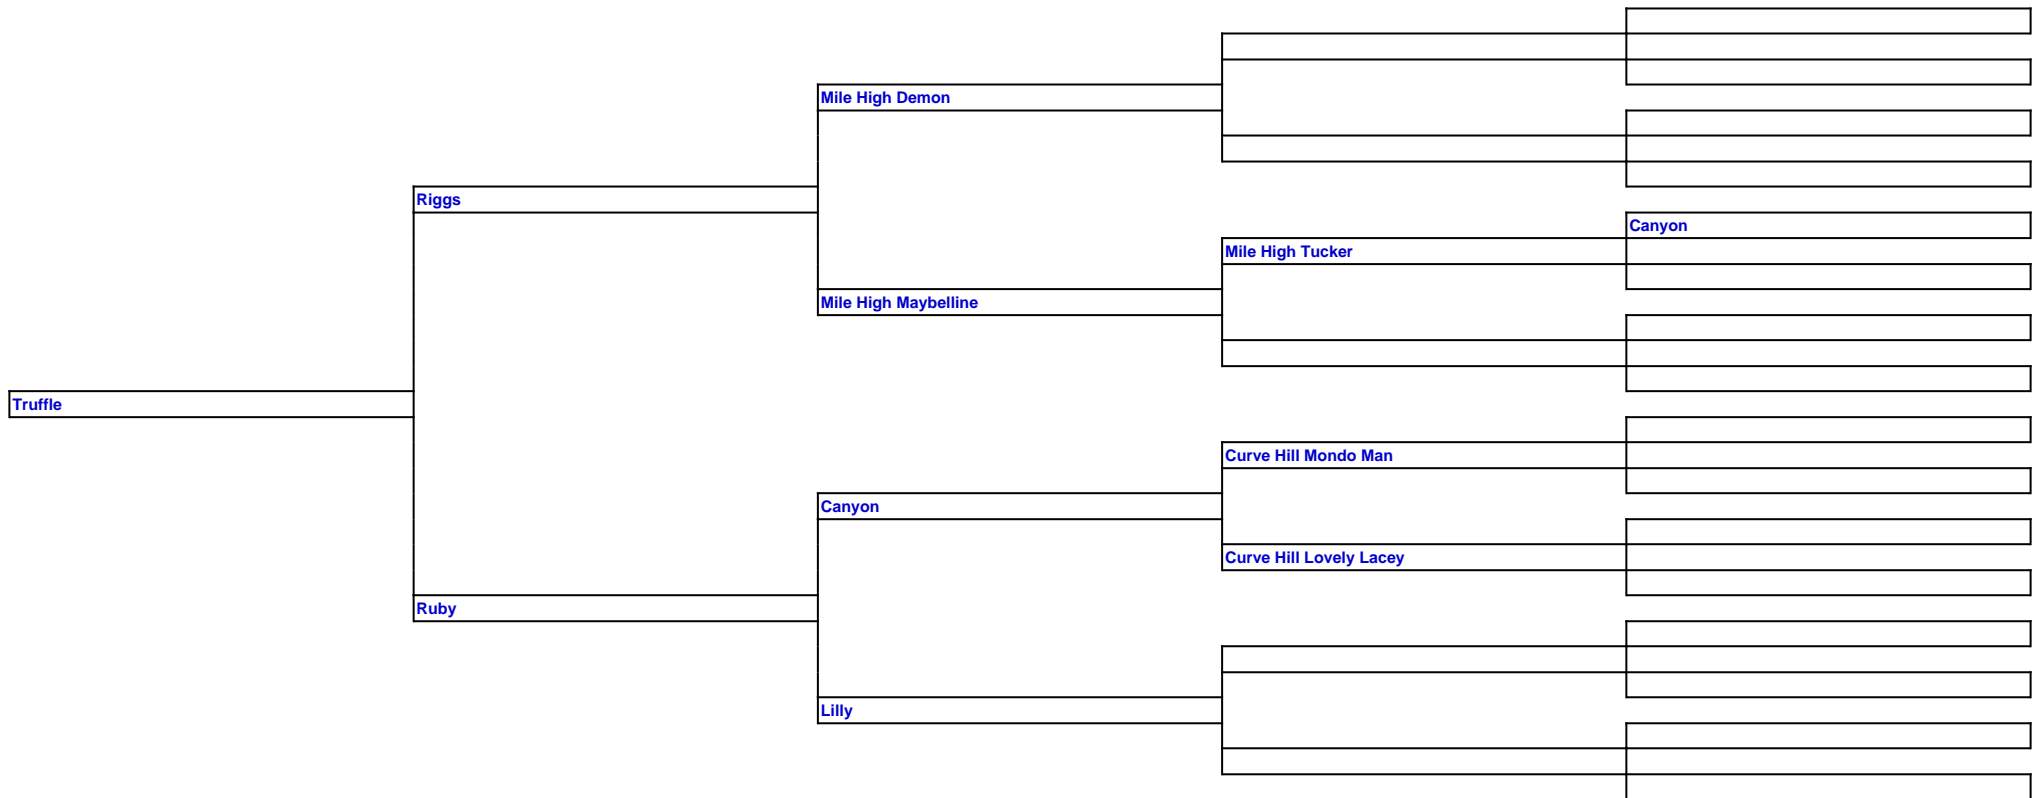 Mile High Demon
Riggs
Canyon
Mile High Tucker
Mile High Maybelline
Truffle
Curve Hill Mondo Man
Canyon
Curve Hill Lovely Lacey
Ruby
Lilly